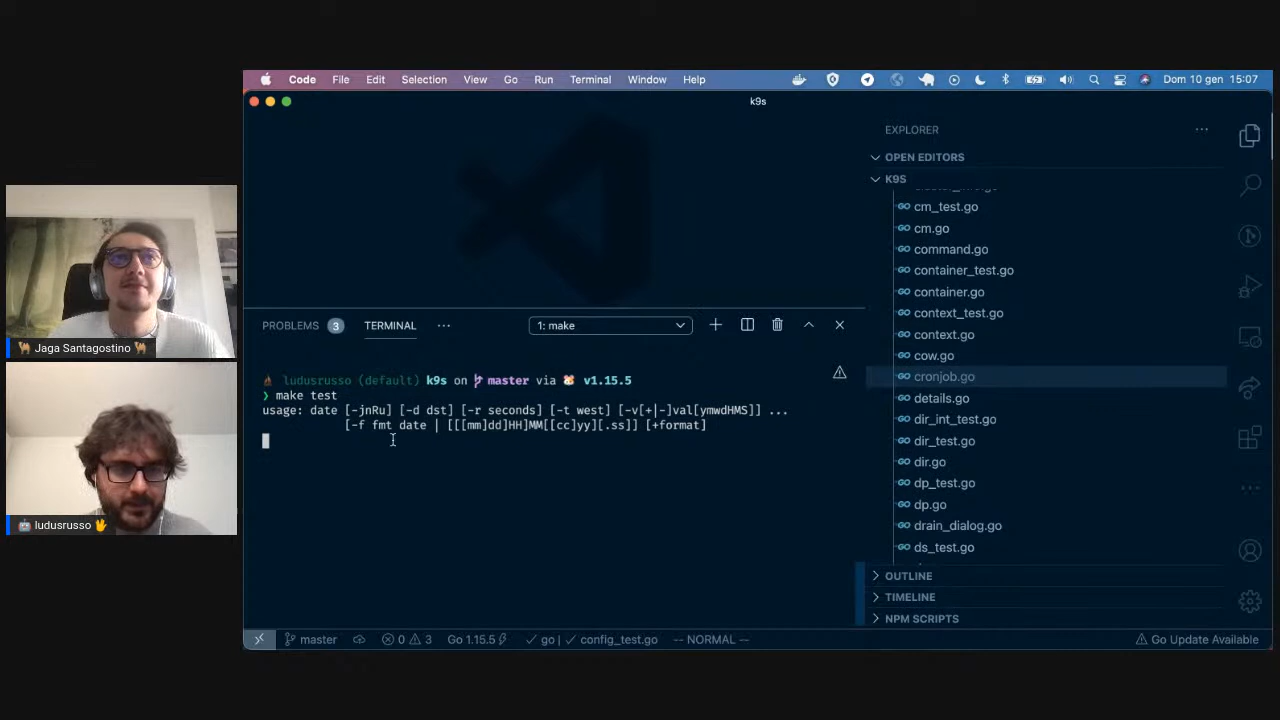 Code File Edit Selection View Go Run Terminal Window Help Dom 10 gen 15:07
k9s
EXPLORER
OPEN EDITORS
K9S
cm_test.go
cm.go
command.go
container_test.go
container.go
context_test.go
context.go
cow.go
cronjob.go
details.go
dir_int_test.go
dir_test.go
dir.go
dp_test.go
dp.go
drain_dialog.go
ds_test.go
OUTLINE
TIMELINE
NPM SCRIPTS
PROBLEMS 3 TERMINAL ... 1: make
ludusrusso (default) k9s on master via v1.15.5
❯ make test
usage: date [-jnRu] [-d dst] [-r seconds] [-t west] [-v[+|-]val[ymwdHMS]] ...
[-f fmt date | [[[mm]dd]HH]MM[[cc]yy][.ss]] [+format]
master 0 3 Go 1.15.5 go | config_test.go -- NORMAL -- Go Update Available
Jaga Santagostino
ludusrusso